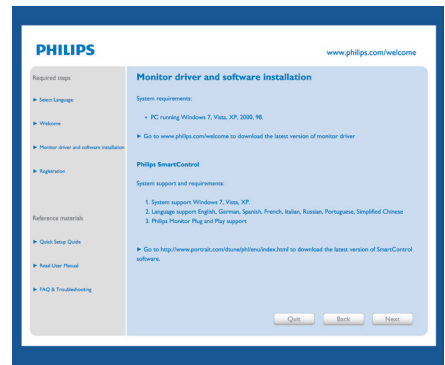 PHILIPS
www.philips.com/welcome
Required steps
Select Language
Welcome
Monitor driver and software installation
Registration
Reference materials
Quick Setup Guide
Read User Manual
FAQ & Troubleshooting
Monitor driver and software installation
System requirements:
• PC running Windows 7, Vista, XP, 2000, 98.
Go to www.philips.com/welcome to download the latest version of monitor driver
Philips SmartControl
System support and requirements:
1. System support Windows 7, Vista, XP.
2. Language support English, German, Spanish, French, Italian, Russian, Portuguese, Simplified Chinese
3. Philips Monitor Plug and Play support
Go to http://www.portrait.com/dtune/phl/enu/index.html to download the latest version of SmartControl
software.
Quit
Back
Next